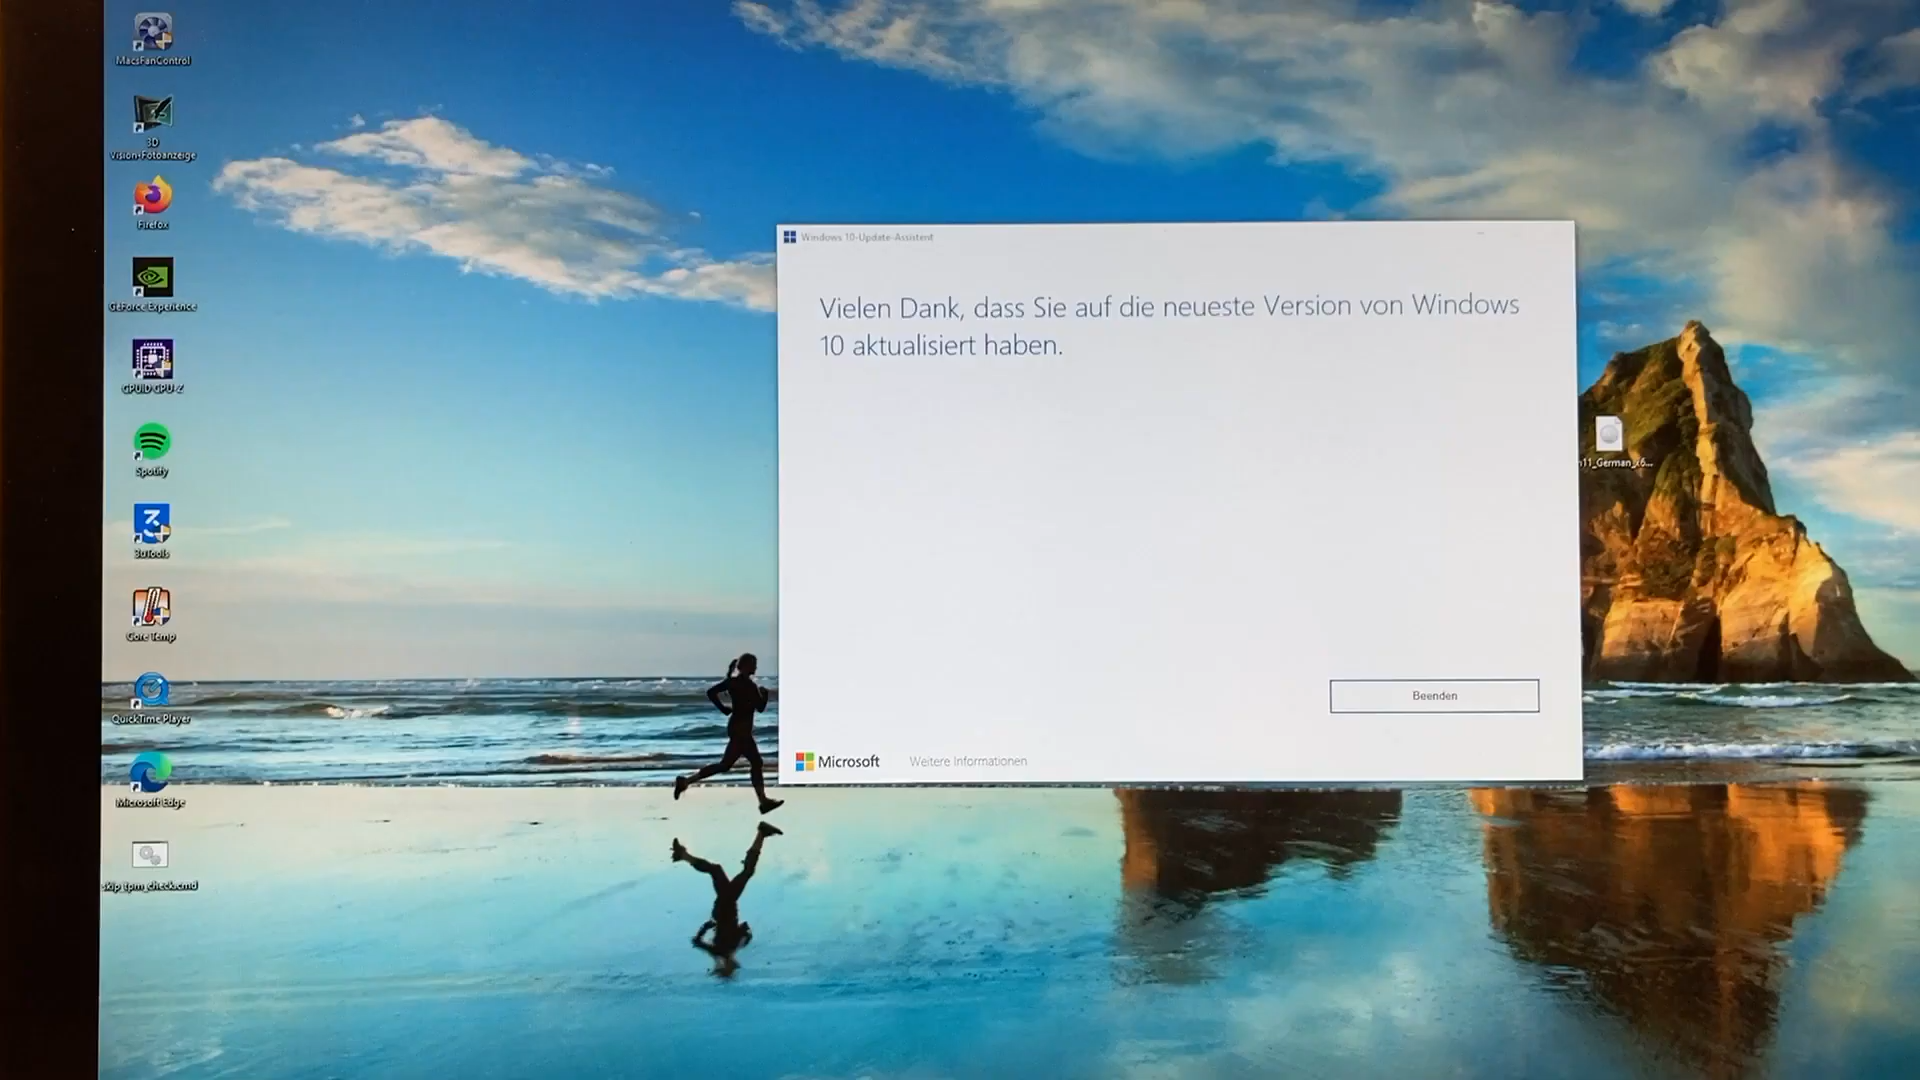 MacsFanControl
3D
Vision-Fotoanzeige
Firefox
GeForce Experience
CPUID GPU-Z
Spotify
3uTools
Core Temp
QuickTime Player
Microsoft Edge
skip_tpm_check.cmd
Windows 10-Update-Assistent
Vielen Dank, dass Sie auf die neueste Version von Windows
10 aktualisiert haben.
Beenden
Microsoft
Weitere Informationen
11_German_x6...